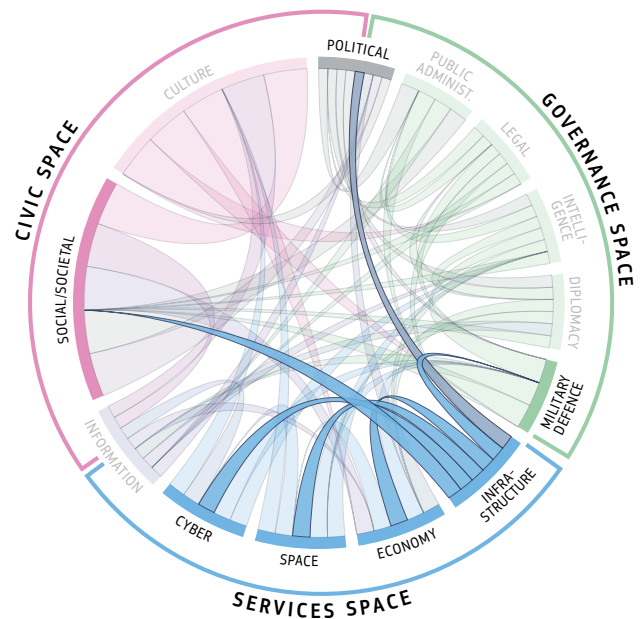 POLITICAL
PUBLIC
ADMINIST.
LEGAL
INTELLI-
GENCE
DIPLOMACY
MILITARY
DEFENCE
INFRA-
STRUCTURE
ECONOMY
SPACE
CYBER
INFORMATION
SOCIAL/SOCIETAL
CULTURE
CIVIC SPACE
GOVERNANCE SPACE
SERVICES SPACE